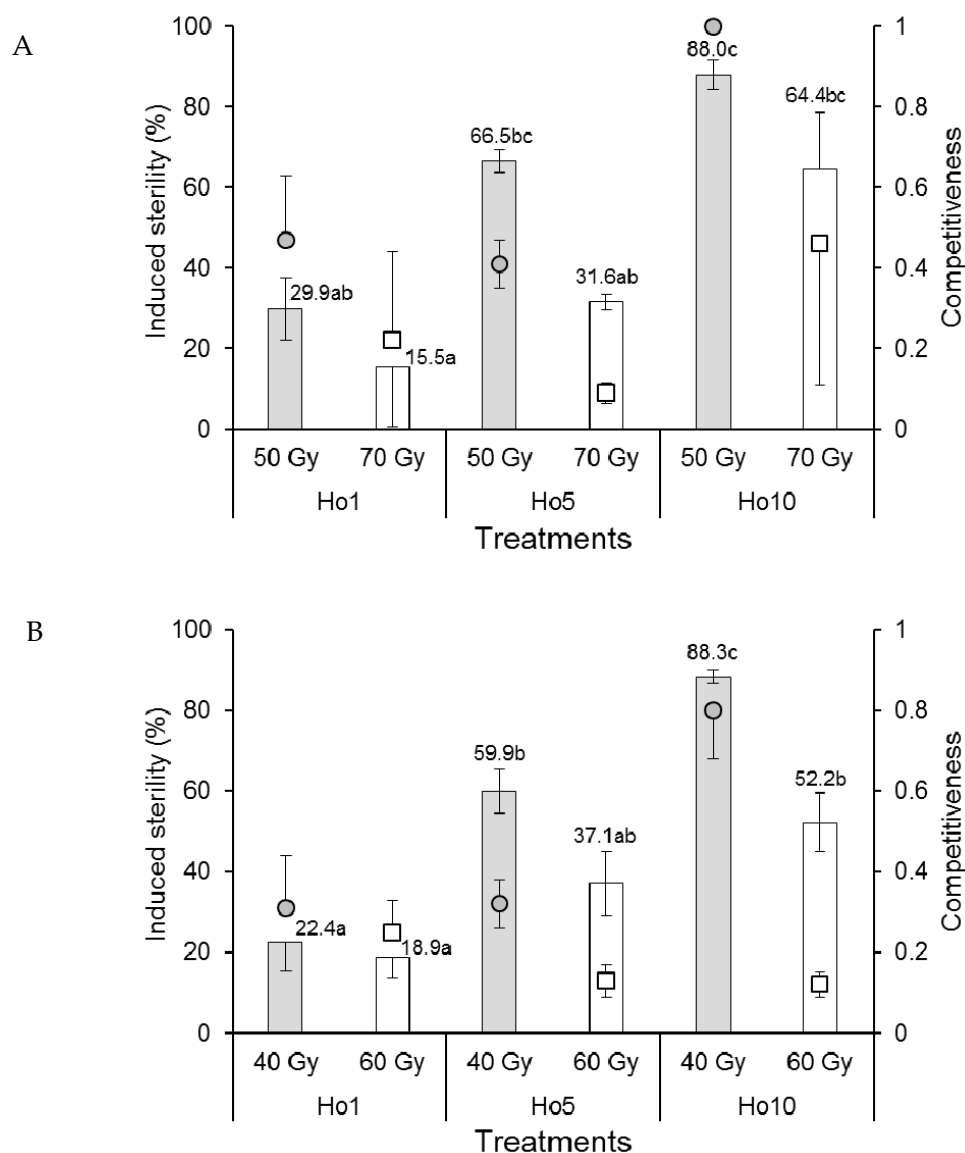 A
Induced sterility (%)
100
80
60
40
20
0
29.9ab
15.5a
66.5bc
31.6ab
88.0c
64.4bc
1
0.8
0.6
0.4
0.2
0
Competitiveness
50 Gy 70 Gy 50 Gy 70 Gy 50 Gy 70 Gy
Ho1 Ho5 Ho10
Treatments
B
Induced sterility (%)
100
80
60
40
20
0
22.4a
18.9a
59.9b
37.1ab
88.3c
52.2b
1
0.8
0.6
0.4
0.2
0
Competitiveness
40 Gy 60 Gy 40 Gy 60 Gy 40 Gy 60 Gy
Ho1 Ho5 Ho10
Treatments